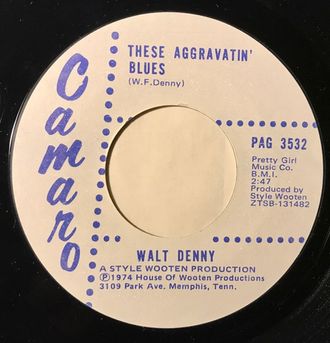 Camaro
THESE AGGRAVATIN'
BLUES
(W.F.Denny)
PAG 3532
Pretty Girl
Music Co.
B.M.I.
2:47
Produced by
Style Wooten
ZTSB-131482
WALT DENNY
A STYLE WOOTEN PRODUCTION
Ⓟ1974 House Of Wooten Productions
3109 Park Ave. Memphis, Tenn.